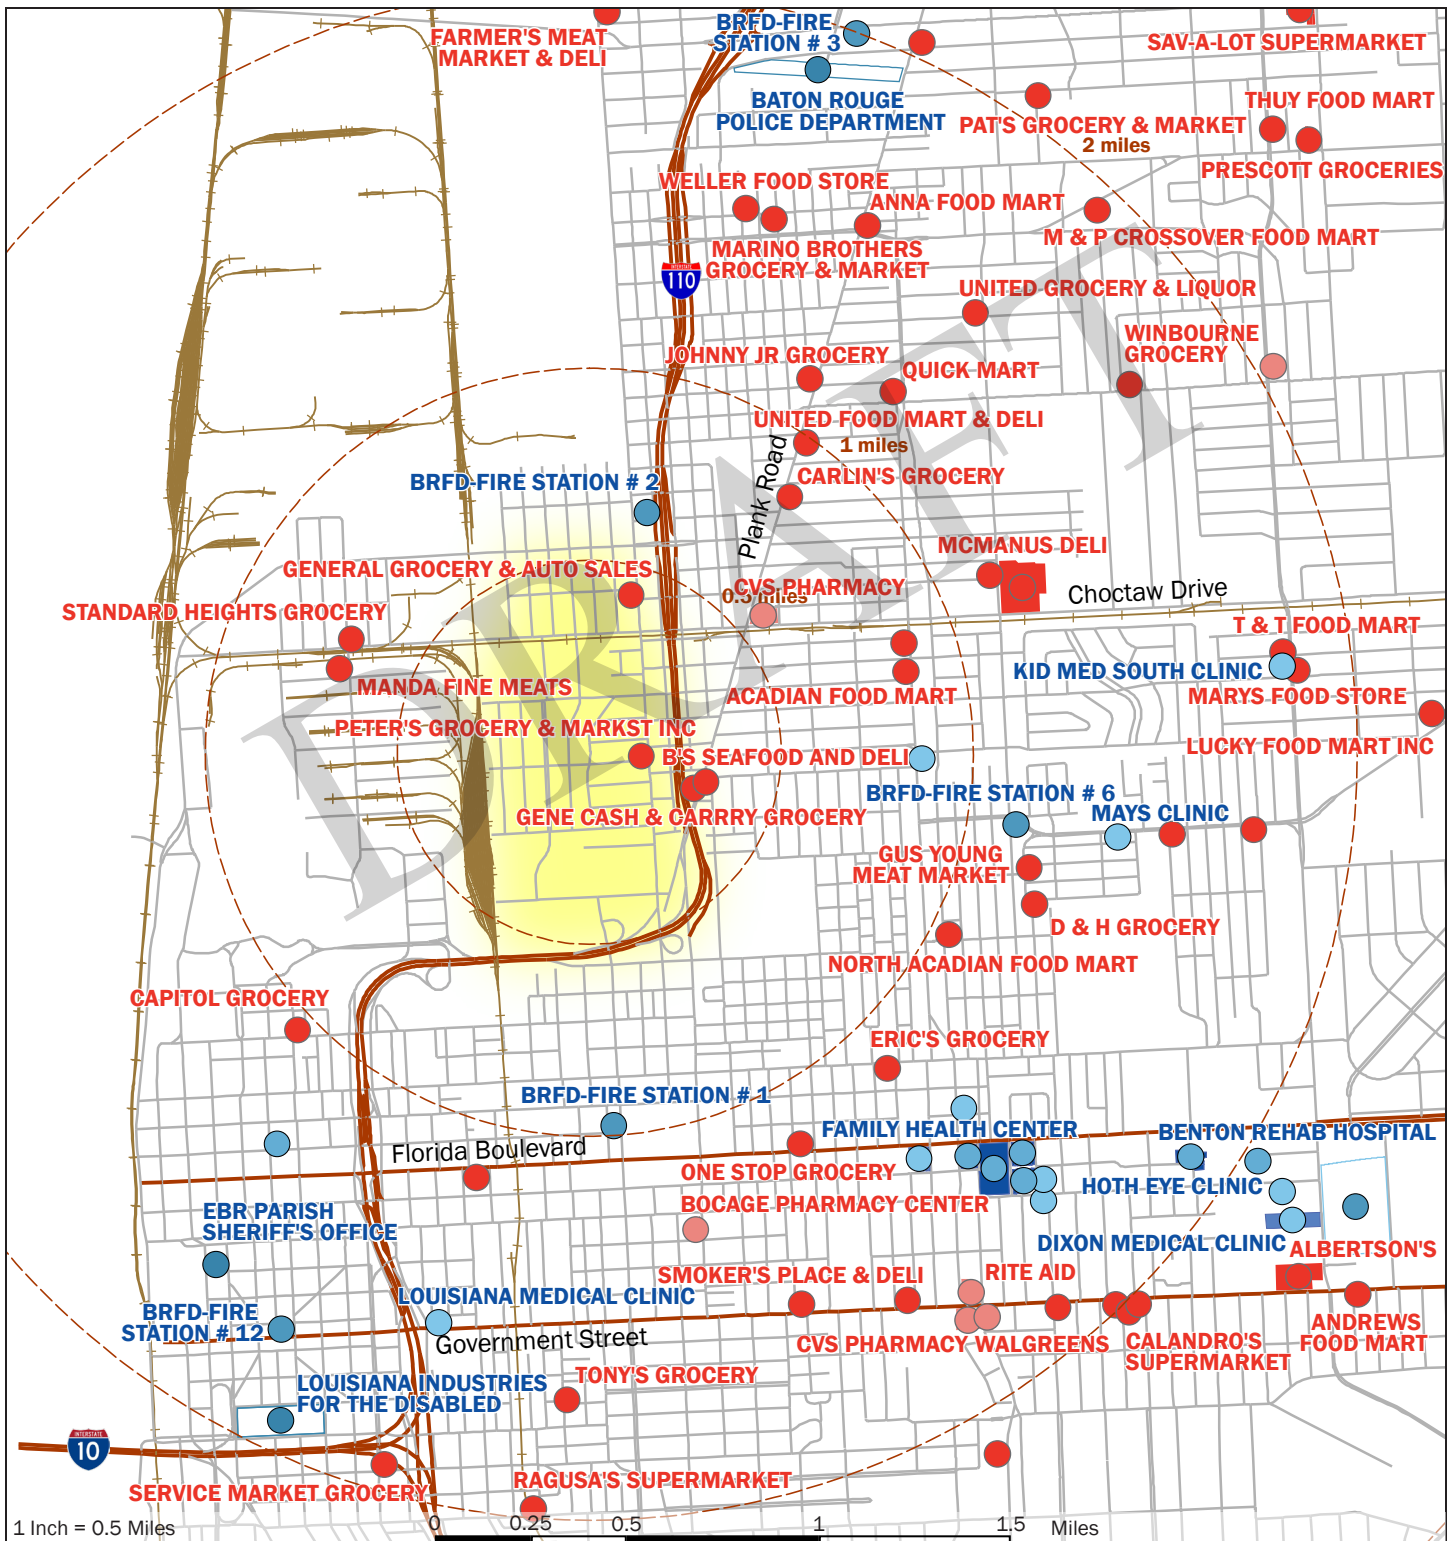 FARMER'S MEAT
MARKET & DELI
BRFD-FIRE
STATION # 3
SAV-A-LOT SUPERMARKET
BATON ROUGE
POLICE DEPARTMENT
THUY FOOD MART
PAT'S GROCERY & MARKET
2 miles
PRESCOTT GROCERIES
WELLER FOOD STORE
ANNA FOOD MART
MARINO BROTHERS
GROCERY & MARKET
M & P CROSSOVER FOOD MART
INTERSTATE
110
UNITED GROCERY & LIQUOR
WINBOURNE
GROCERY
JOHNNY JR GROCERY
QUICK MART
UNITED FOOD MART & DELI
1 miles
Plank Road
CARLIN'S GROCERY
BRFD-FIRE STATION # 2
DRAFT
MCMANUS DELI
GENERAL GROCERY & AUTO SALES
CVS PHARMACY
0.5 miles
Choctaw Drive
STANDARD HEIGHTS GROCERY
T & T FOOD MART
KID MED SOUTH CLINIC
MANDA FINE MEATS
ACADIAN FOOD MART
MARYS FOOD STORE
PETER'S GROCERY & MARKST INC
B'S SEAFOOD AND DELI
LUCKY FOOD MART INC
BRFD-FIRE STATION # 6
MAYS CLINIC
GENE CASH & CARRRY GROCERY
GUS YOUNG
MEAT MARKET
D & H GROCERY
NORTH ACADIAN FOOD MART
CAPITOL GROCERY
ERIC'S GROCERY
BRFD-FIRE STATION # 1
FAMILY HEALTH CENTER
BENTON REHAB HOSPITAL
Florida Boulevard
ONE STOP GROCERY
HOTH EYE CLINIC
BOCAGE PHARMACY CENTER
EBR PARISH
SHERIFF'S OFFICE
DIXON MEDICAL CLINIC
ALBERTSON'S
SMOKER'S PLACE & DELI
RITE AID
LOUISIANA MEDICAL CLINIC
BRFD-FIRE
STATION # 12
Government Street
CVS PHARMACY
WALGREENS
CALANDRO'S
SUPERMARKET
ANDREWS
FOOD MART
LOUISIANA INDUSTRIES
FOR THE DISABLED
TONY'S GROCERY
INTERSTATE
10
SERVICE MARKET GROCERY
RAGUSA'S SUPERMARKET
1 Inch = 0.5 Miles
0 0.25 0.5 1 1.5 Miles